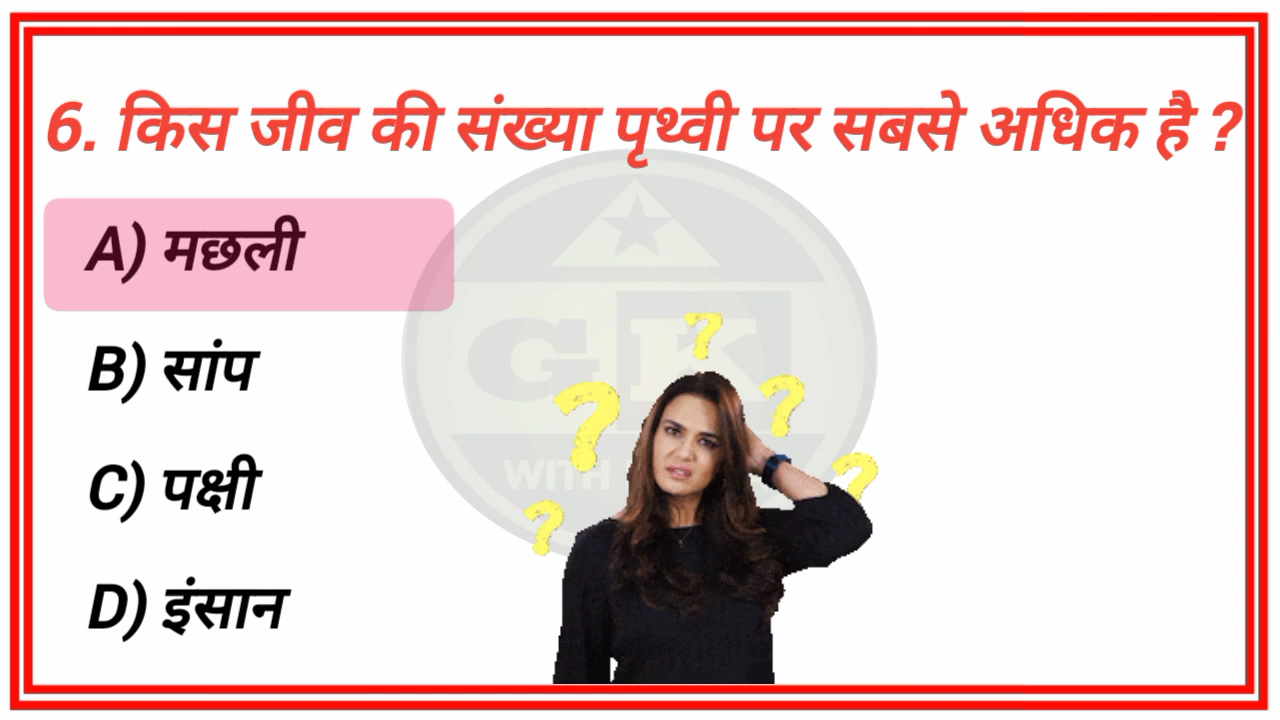 6. किस जीव की संख्या पृथ्वी पर सबसे अधिक है ?
A) मछली
B) सांप
C) पक्षी
D) इंसान
GK
WITH